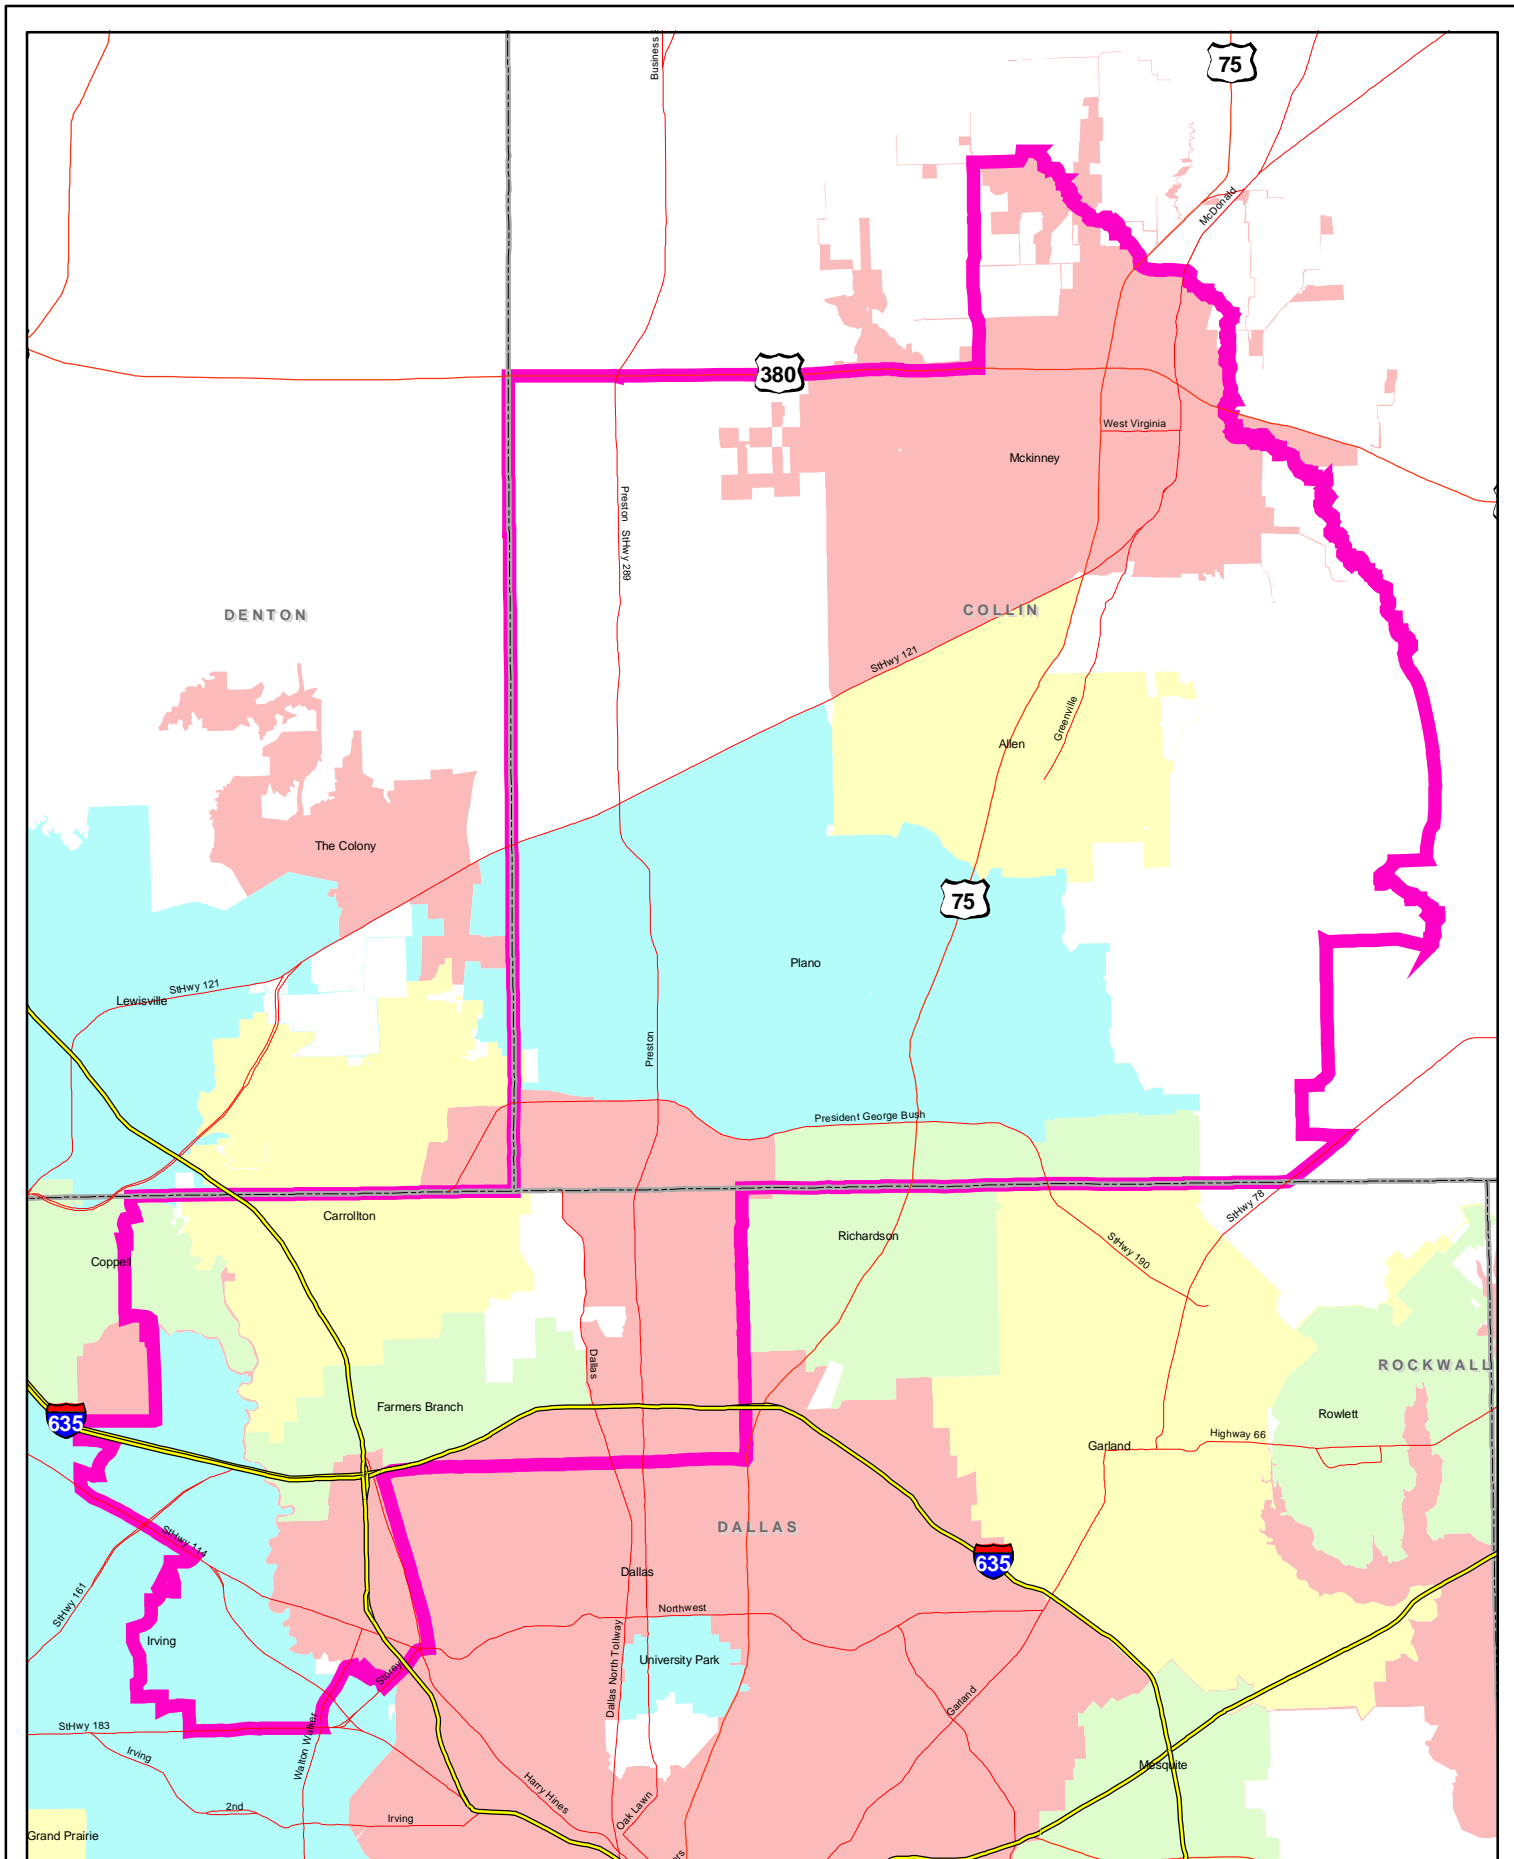 Business
75
McDonald
380
West Virginia
Mckinney
Preston StHwy 289
DENTON
COLLIN
StHwy 121
Greenville
Allen
The Colony
75
Plano
StHwy 121
Lewisville
Preston
President George Bush
Carrollton
Richardson
StHwy 78
StHwy 190
Coppell
Dallas
ROCKWALL
Farmers Branch
Rowlett
635
Highway 66
Garland
DALLAS
StHwy 114
635
Dallas
StHwy 161
Northwest
Irving
University Park
Storey
Dallas North Tollway
Garland
StHwy 183
Walton Walker
Irving
Mesquite
Harry Hines
2nd
Irving
Oak Lawn
Grand Prairie